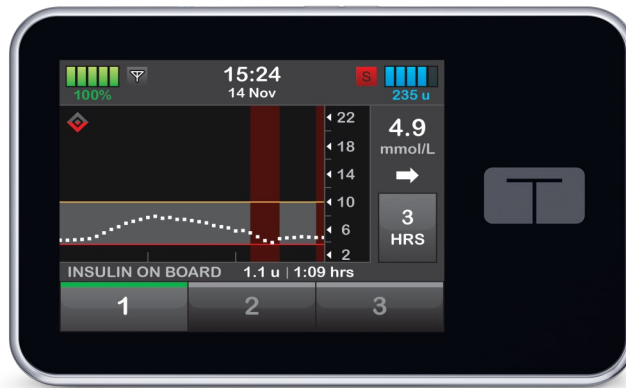 15:24
S
100%
14 Nov
235 u
22
18
14
10
6
2
4.9
mmol/L
3
HRS
INSULIN ON BOARD 1.1 u | 1:09 hrs
1
2
3
T